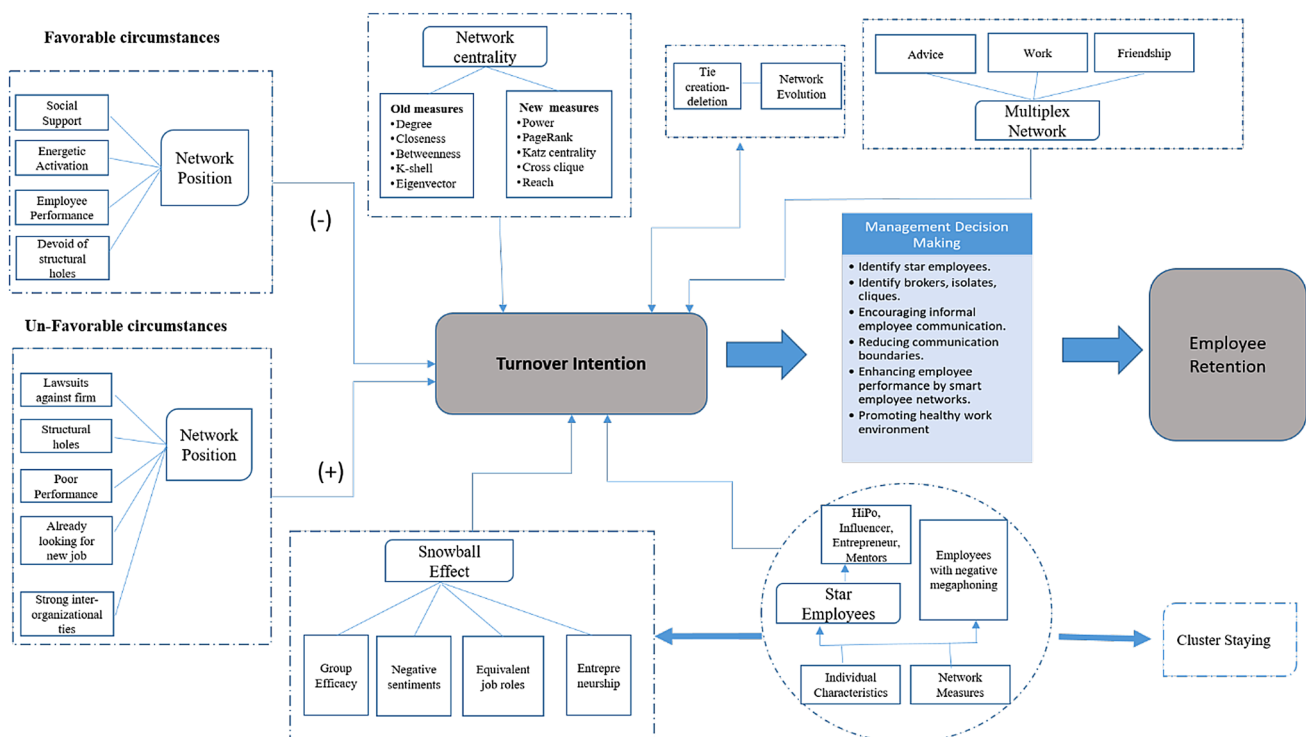 Favorable circumstances
Social
Support
Energetic
Activation
Employee
Performance
Devoid of
structural holes
Network
Position
(-)
Un-Favorable circumstances
Lawsuits
against firm
Structural
holes
Poor
Performance
Already
looking for
new job
Strong inter-
organizational
ties
Network
Position
(+)
Network
centrality
Old measures
• Degree
• Closeness
• Betweenness
• K-shell
• Eigenvector
New measures
• Power
• PageRank
• Katz centrality
• Cross clique
• Reach
Tie
creation-
deletion
Network
Evolution
Advice
Work
Friendship
Multiplex
Network
Turnover Intention
Management Decision
Making
• Identify star employees.
• Identify brokers, isolates,
cliques.
• Encouraging informal
employee communication.
• Reducing communication
boundaries.
• Enhancing employee
performance by smart
employee networks.
• Promoting healthy work
environment
Employee
Retention
Snowball
Effect
Group
Efficacy
Negative
sentiments
Equivalent
job roles
Entrepre
neurship
HiPo,
Influencer,
Entrepreneur,
Mentors
Star
Employees
Employees
with negative
megaphoning
Individual
Characteristics
Network
Measures
Cluster Staying